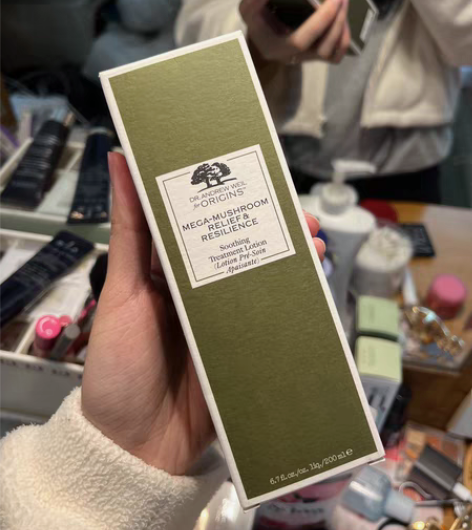 DR. ANDREW WEIL
for ORIGINS™
MEGA-MUSHROOM
RELIEF &
RESILIENCE
Soothing
Treatment Lotion
(Lotion Pré-Soin
Apaisante)
6.7 fl.oz./oz. liq./200 ml ℮